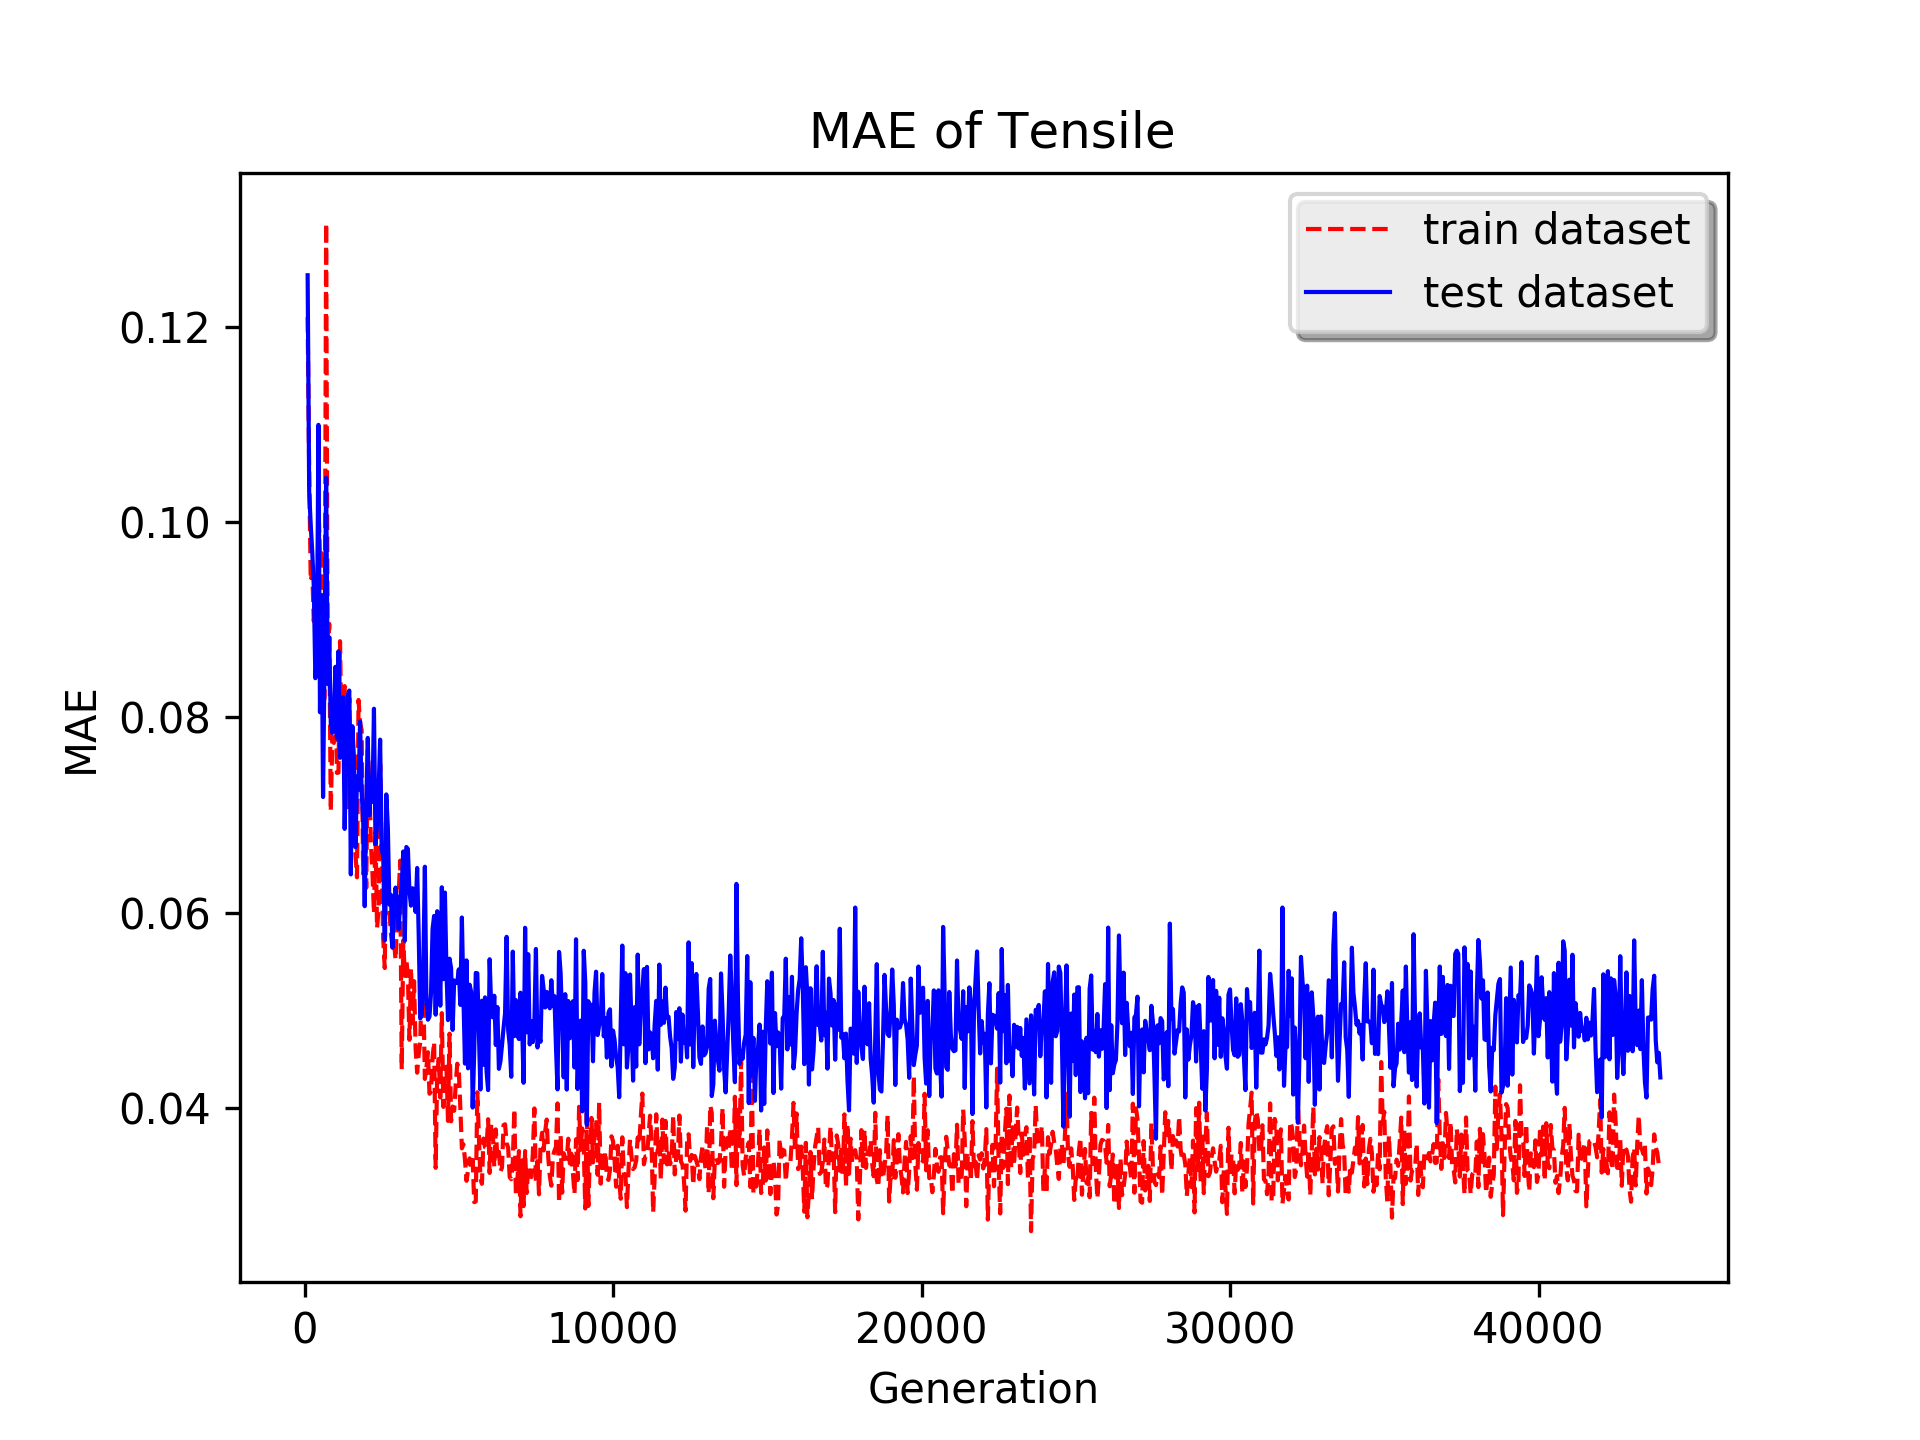 MAE of Tensile
train dataset
test dataset
MAE
0.12
0.10
0.08
0.06
0.04
0
10000
20000
30000
40000
Generation